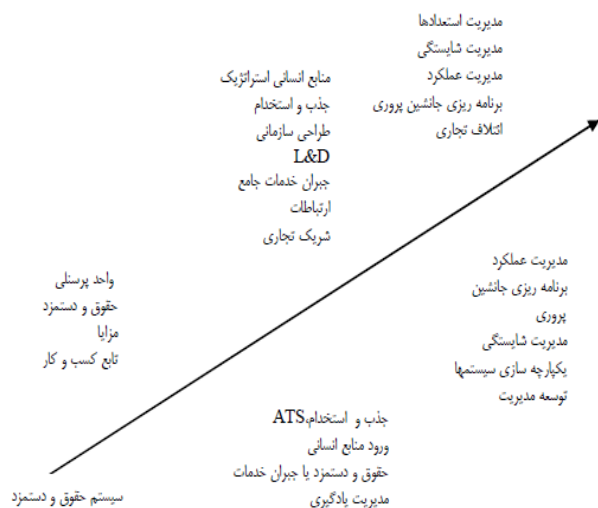 مدیریت استعدادها
مدیریت شایستگی
مدیریت عملکرد
برنامه ریزی جانشین پروری
ائتلاف تجاری
منابع انسانی استراتژیک
جذب و استخدام
طراحی سازمانی
L&D
جبران خدمات جامع
ارتباطات
شریک تجاری
واحد پرسنلی
حقوق و دستمزد
مزایا
تابع کسب و کار
مدیریت عملکرد
برنامه ریزی جانشین
پروری
مدیریت شایستگی
یکپارچه سازی سیستمها
توسعه مدیریت
جذب و استخدام،ATS
ورود منابع انسانی
حقوق و دستمزد یا جبران خدمات
مدیریت یادگیری
سیستم حقوق و دستمزد